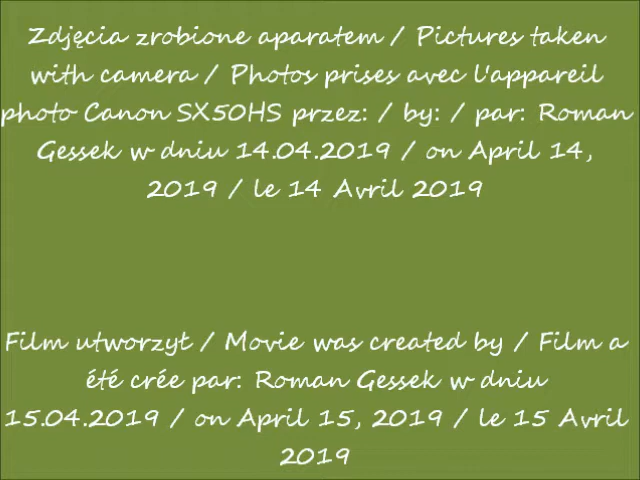 Zdjęcia zrobione aparatem / Pictures taken
with camera / Photos prises avec l'appareil
photo Canon SX50HS przez: / by: / par: Roman
Gessek w dniu 14.04.2019 / on April 14,
2019 / le 14 Avril 2019
Film utworzył / Movie was created by / Film a
été crée par: Roman Gessek w dniu
15.04.2019 / on April 15, 2019 / le 15 Avril
2019